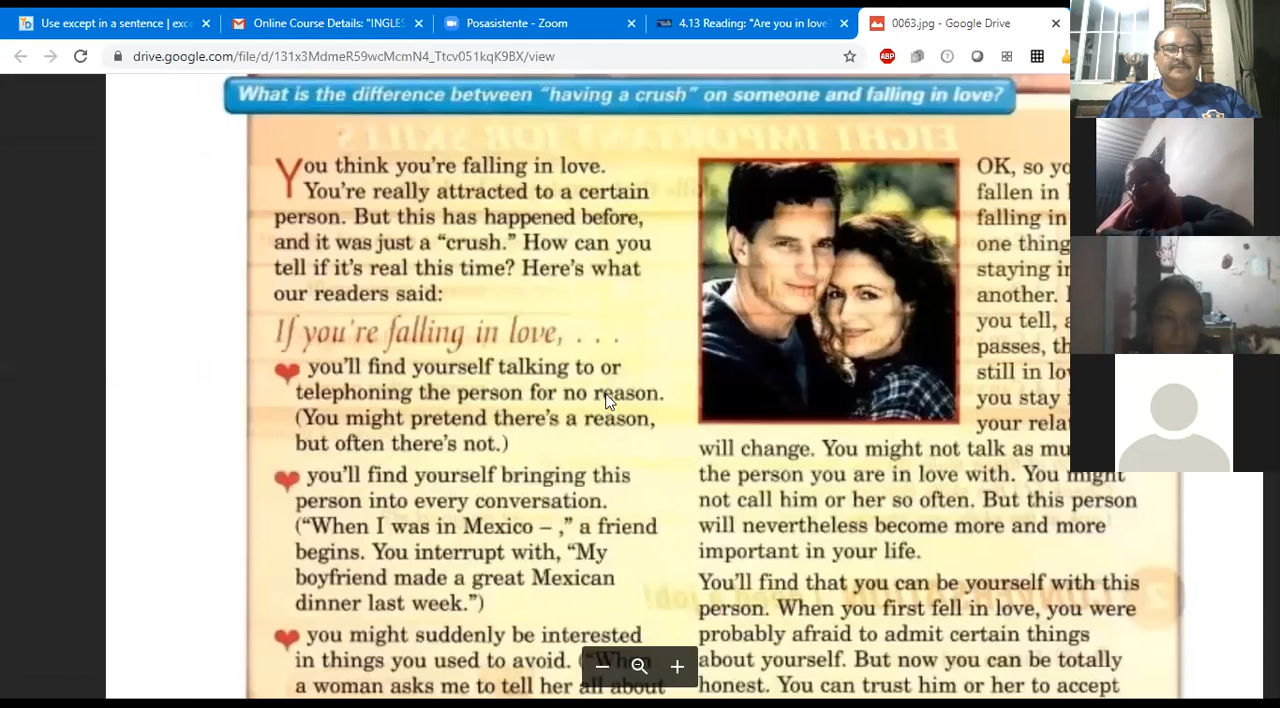 Use except in a sentence | exce
Online Course Details: "INGLES
Posasistente - Zoom
4.13 Reading: "Are you in love
0063.jpg - Google Drive
What is the difference between "having a crush" on someone and falling in love?
You think you're falling in love.
You're really attracted to a certain
person. But this has happened before,
and it was just a "crush." How can you
tell if it's real this time? Here's what
our readers said:
If you're falling in love, . . .
you'll find yourself talking to or
telephoning the person for no reason.
(You might pretend there's a reason,
but often there's not.)
you'll find yourself bringing this
person into every conversation.
("When I was in Mexico – ," a friend
begins. You interrupt with, "My
boyfriend made a great Mexican
dinner last week.")
you might suddenly be interested
in things you used to avoid. ("When
a woman asks me to tell her all about
OK, so yo
fallen in
falling in
one thing
staying in
another.
you tell, a
passes, th
still in lo
you stay
your rela
will change. You might not talk as mu
the person you are in love with. You might
not call him or her so often. But this person
will nevertheless become more and more
important in your life.
You'll find that you can be yourself with this
person. When you first fell in love, you were
probably afraid to admit certain things
about yourself. But now you can be totally
honest. You can trust him or her to accept